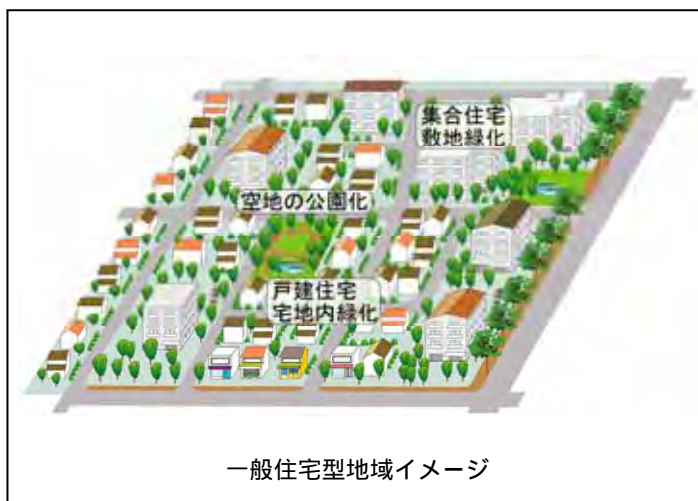 集合住宅
敷地緑化
空地の公園化
戸建住宅
宅地内緑化
一般住宅型地域イメージ